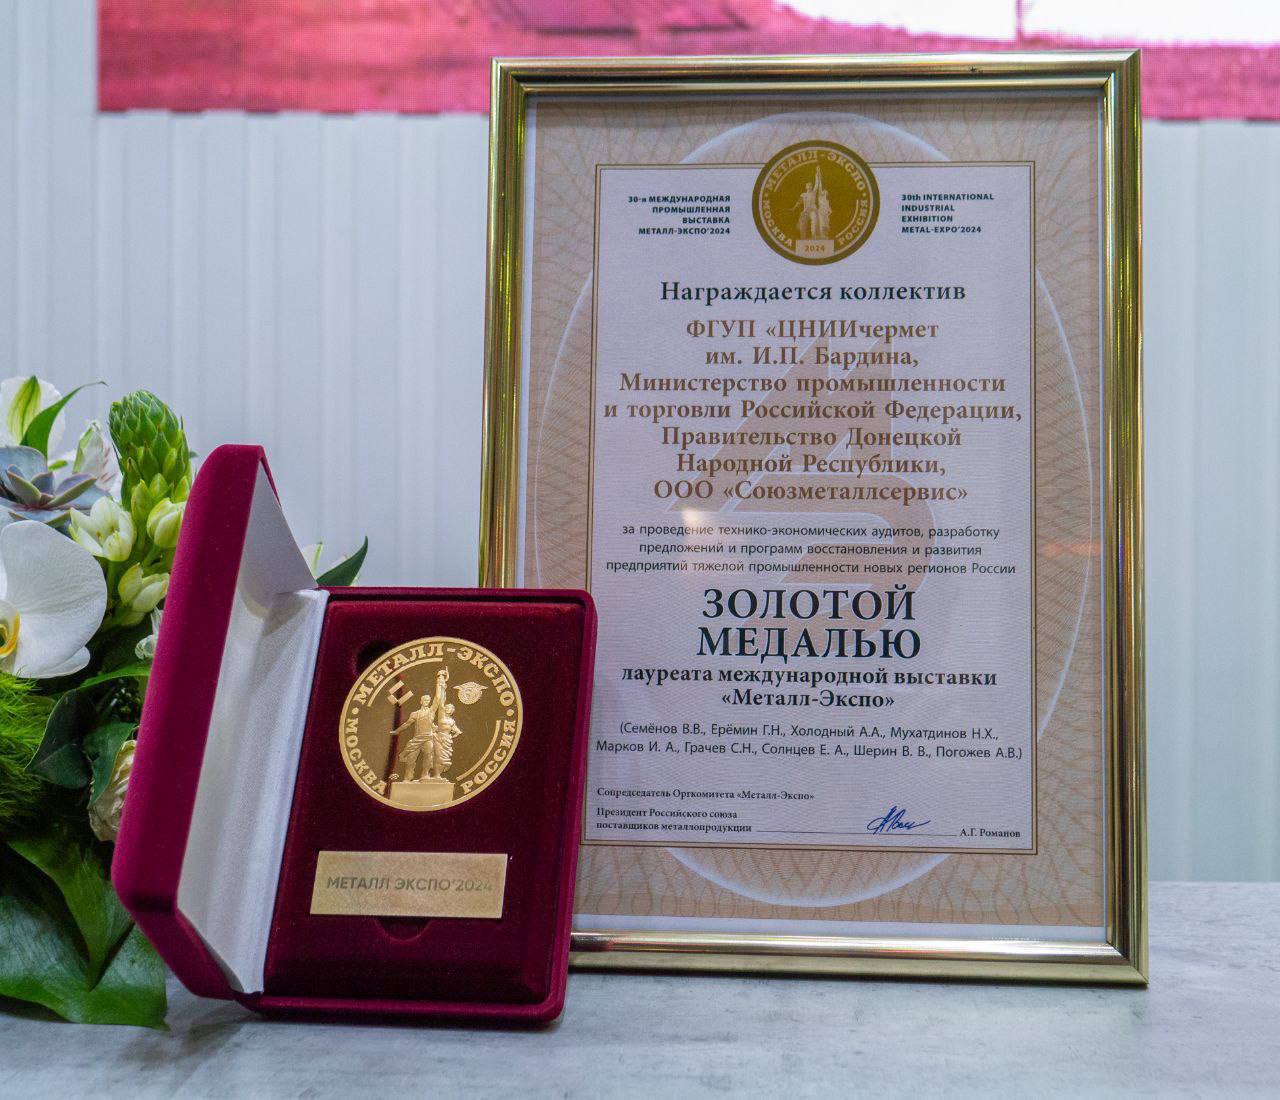 30-я МЕЖДУНАРОДНАЯ
ПРОМЫШЛЕННАЯ
ВЫСТАВКА
МЕТАЛЛ-ЭКСПО'2024
МЕТАЛЛ-ЭКСПО
МОСКВА РОССИЯ
2024
30th INTERNATIONAL
INDUSTRIAL
EXHIBITION
METAL-EXPO'2024
Награждается коллектив
ФГУП «ЦНИИчермет
им. И.П. Бардина,
Министерство промышленности
и торговли Российской Федерации,
Правительство Донецкой
Народной Республики,
ООО «Союзметаллсервис»
за проведение технико-экономических аудитов, разработку
предложений и программ восстановления и развития
предприятий тяжелой промышленности новых регионов России
ЗОЛОТОЙ
МЕДАЛЬЮ
лауреата международной выставки
«Металл-Экспо»
(Семёнов В.В., Ерёмин Г.Н., Холодный А.А., Мухатдинов Н.Х.,
Марков И. А., Грачев С.Н., Солнцев Е. А., Шерин В. В., Погожев А.В.)
Сопредседатель Оргкомитета «Металл-Экспо»
Президент Российского союза
поставщиков металлопродукции А.Г. Романов
МЕТАЛЛ-ЭКСПО
МОСКВА РОССИЯ
МЕТАЛЛ ЭКСПО'2024